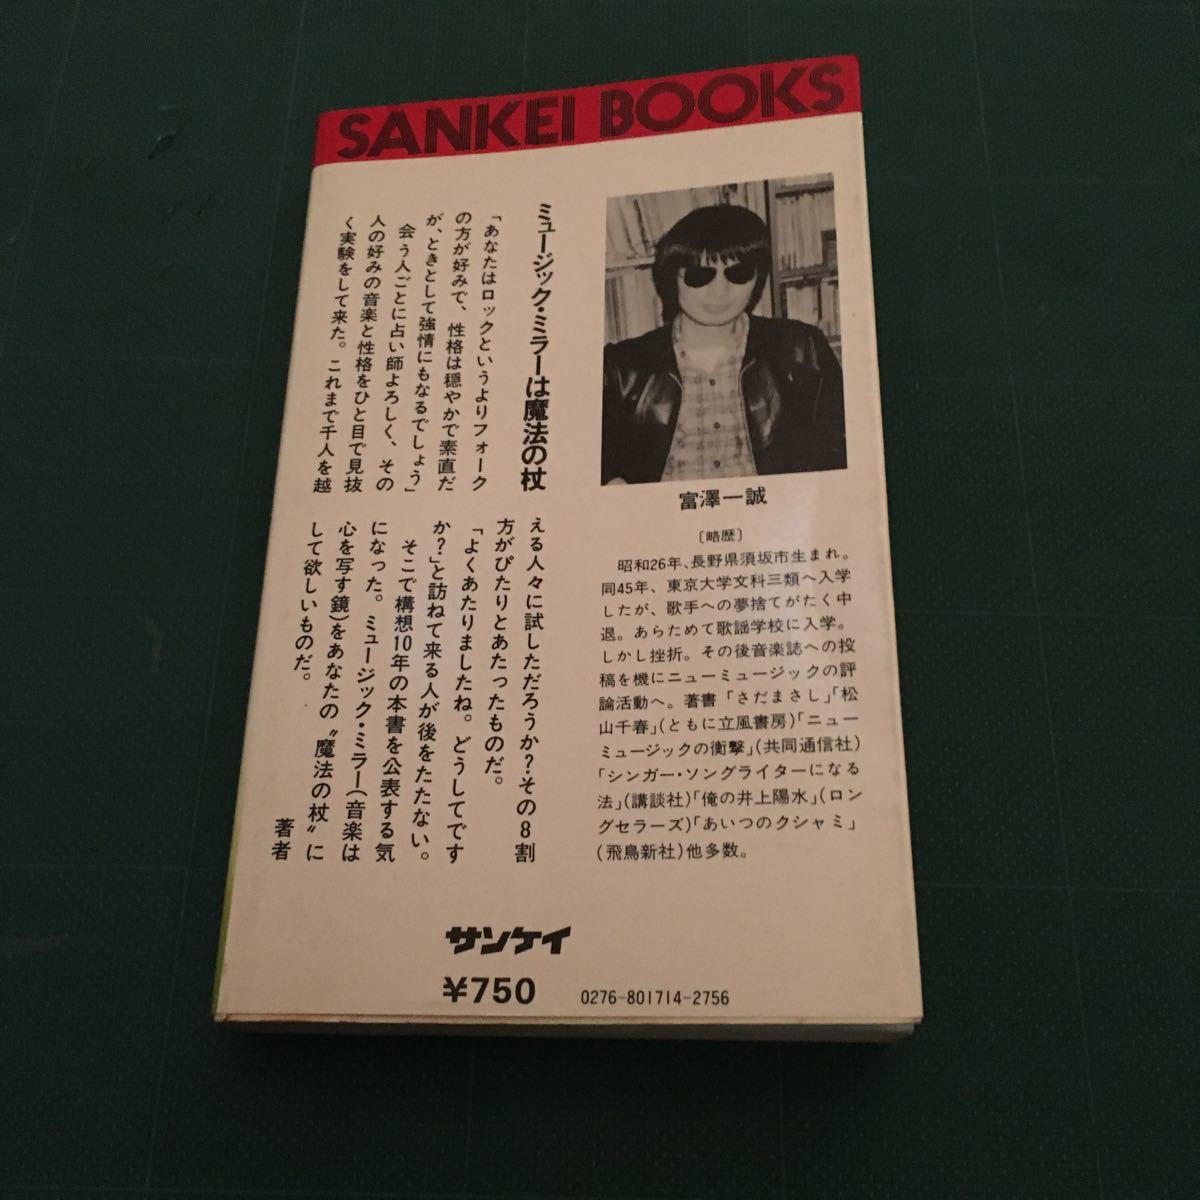 SANKEI BOOKS
ミュージック・ミラーは魔法の杖
「あなたはロックというよりフォーク
の方が好みで、性格は穏やかで素直だ
が、ときとして強情にもなるでしょう」
会う人ごとに占い師よろしく、その
人の好みの音楽と性格をひと目で見抜
く実験をして来た。これまで千人を越
える人々に試しただろうか?その8割
方がぴたりとあたったものだ。
「よくあたりましたね。どうしてです
か?」と訪ねて来る人が後をたたない。
そこで構想10年の本書を公表する気
になった。ミュージック・ミラー(音楽は
心を写す鏡)をあなたの〝魔法の杖〟に
して欲しいものだ。
著者
富澤一誠
〔略歴〕
昭和26年、長野県須坂市生まれ。
同45年、東京大学文科三類へ入学
したが、歌手への夢捨てがたく中
退。あらためて歌謡学校に入学。
しかし挫折。その後音楽誌への投
稿を機にニューミュージックの評
論活動へ。著書「さだまさし」「松
山千春」(ともに立風書房)「ニュー
ミュージックの衝撃」(共同通信社)
「シンガー・ソングライターになる
法」(講談社)「俺の井上陽水」(ロン
グセラーズ)「あいつのクシャミ」
(飛鳥新社)他多数。
サンケイ
¥750
0276-801714-2756